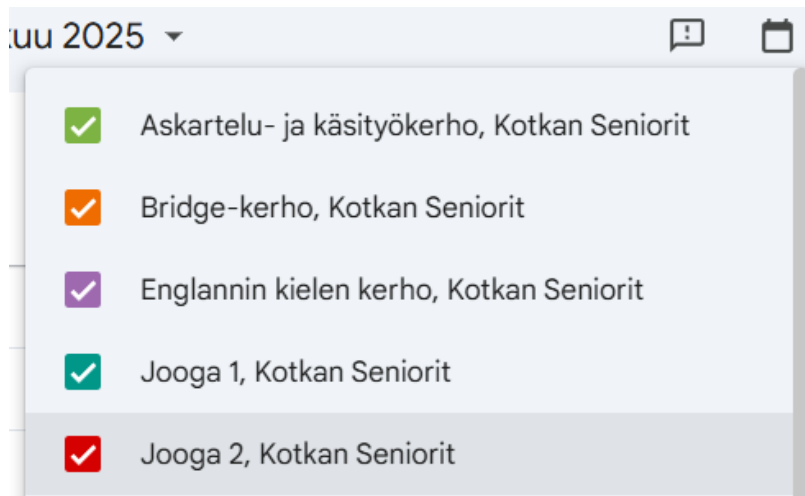 kuu 2025
Askartelu- ja käsityökerho, Kotkan Seniorit
Bridge-kerho, Kotkan Seniorit
Englannin kielen kerho, Kotkan Seniorit
Jooga 1, Kotkan Seniorit
Jooga 2, Kotkan Seniorit